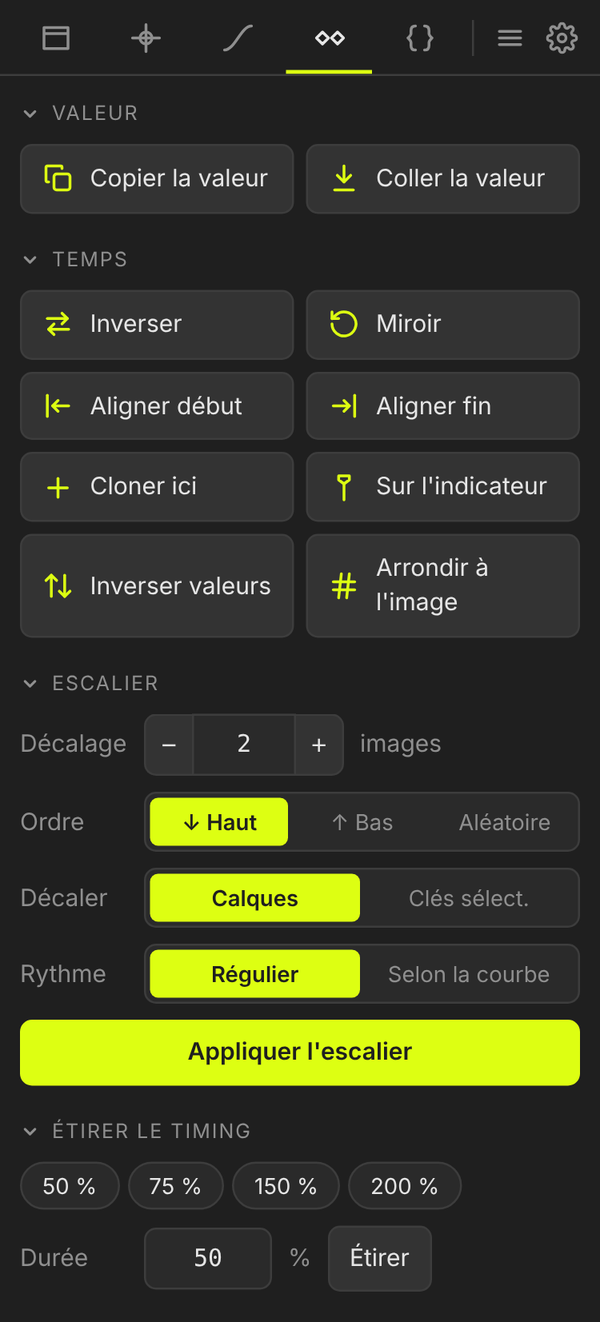 VALEUR
Copier la valeur
Coller la valeur
TEMPS
Inverser
Miroir
Aligner début
Aligner fin
Cloner ici
Sur l'indicateur
Inverser valeurs
Arrondir à
l'image
ESCALIER
Décalage − 2 + images
Ordre ↓ Haut ↑ Bas Aléatoire
Décaler Calques Clés sélect.
Rythme Régulier Selon la courbe
Appliquer l'escalier
ÉTIRER LE TIMING
50 % 75 % 150 % 200 %
Durée 50 % Étirer